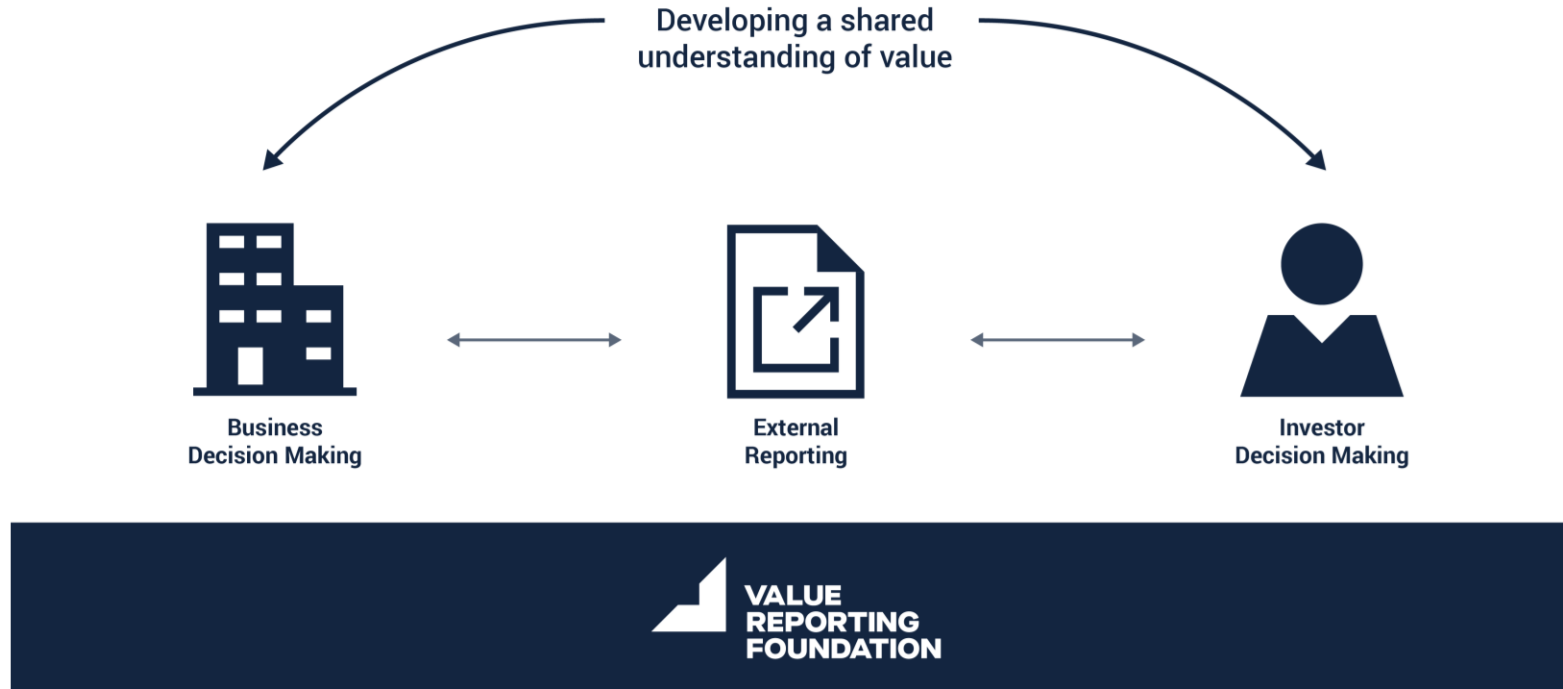 Developing a shared
understanding of value
Business
Decision Making
External
Reporting
Investor
Decision Making
VALUE
REPORTING
FOUNDATION